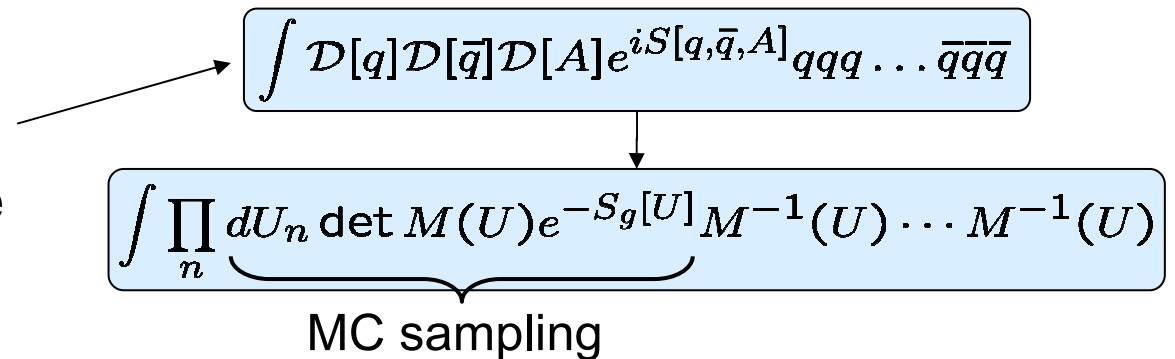 ∫ 𝒟[q]𝒟[q̅]𝒟[A]e^{iS[q,q̅,A]}qqq…q̅q̅q̅
∫ ∏_n dU_n det M(U)e^{−S_g[U]}M^{−1}(U)⋯M^{−1}(U)
MC sampling